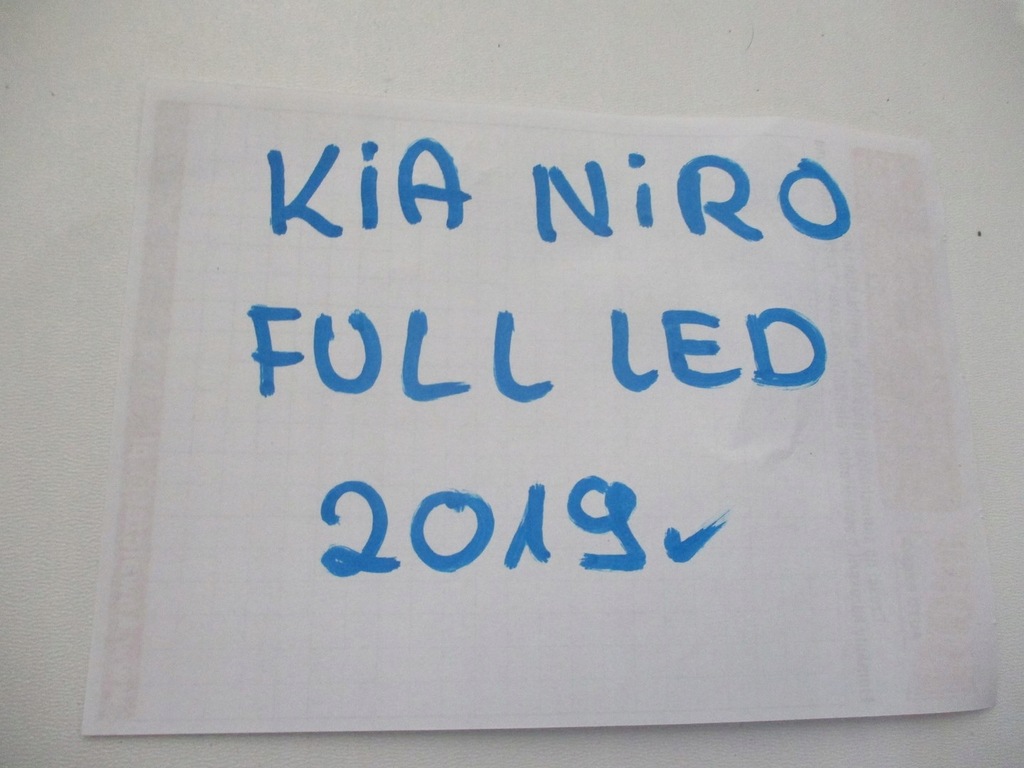 KiA NiRO
FULL LED
2019✓